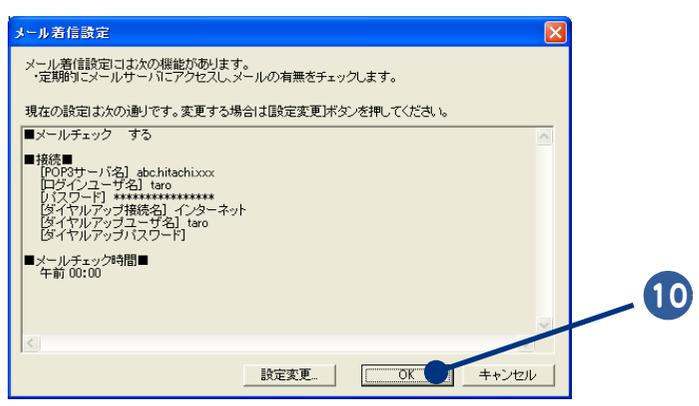 メール着信設定
メール着信設定には次の機能があります。
・定期的にメールサーバにアクセスし、メールの有無をチェックします。
現在の設定は次の通りです。変更する場合は[設定変更]ボタンを押してください。
■メールチェック する
■接続■
[POP3サーバ名] abc.hitachi.xxx
[ログインユーザ名] taro
[パスワード] ****************
[ダイヤルアップ接続名] インターネット
[ダイヤルアップユーザ名] taro
[ダイヤルアップパスワード]
■メールチェック時間■
午前 00:00
10
設定変更...
OK
キャンセル